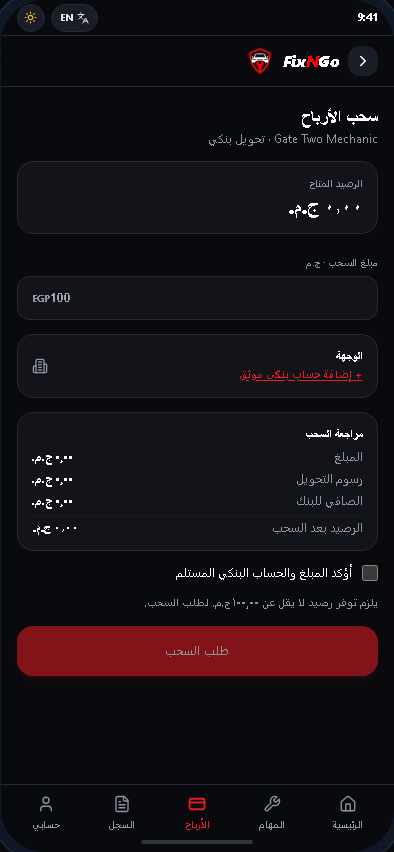 9:41
EN
FixNGo
سحب الأرباح
Gate Two Mechanic · تحويل بنكي
الرصيد المتاح
٠٫٠٠ ج.م.
مبلغ السحب · ج.م
EGP100
الوجهة
+ إضافة حساب بنكي موثق
مراجعة السحب
المبلغ ٠٫٠٠ ج.م.
رسوم التحويل ٠٫٠٠ ج.م.
الصافي للبنك ٠٫٠٠ ج.م.
الرصيد بعد السحب ٠٫٠٠ ج.م.
أؤكد المبلغ والحساب البنكي المستلم
يلزم توفر رصيد لا يقل عن ١٠٠٫٠٠ ج.م. لطلب السحب.
طلب السحب
الرئيسية المهام الأرباح السجل حسابي